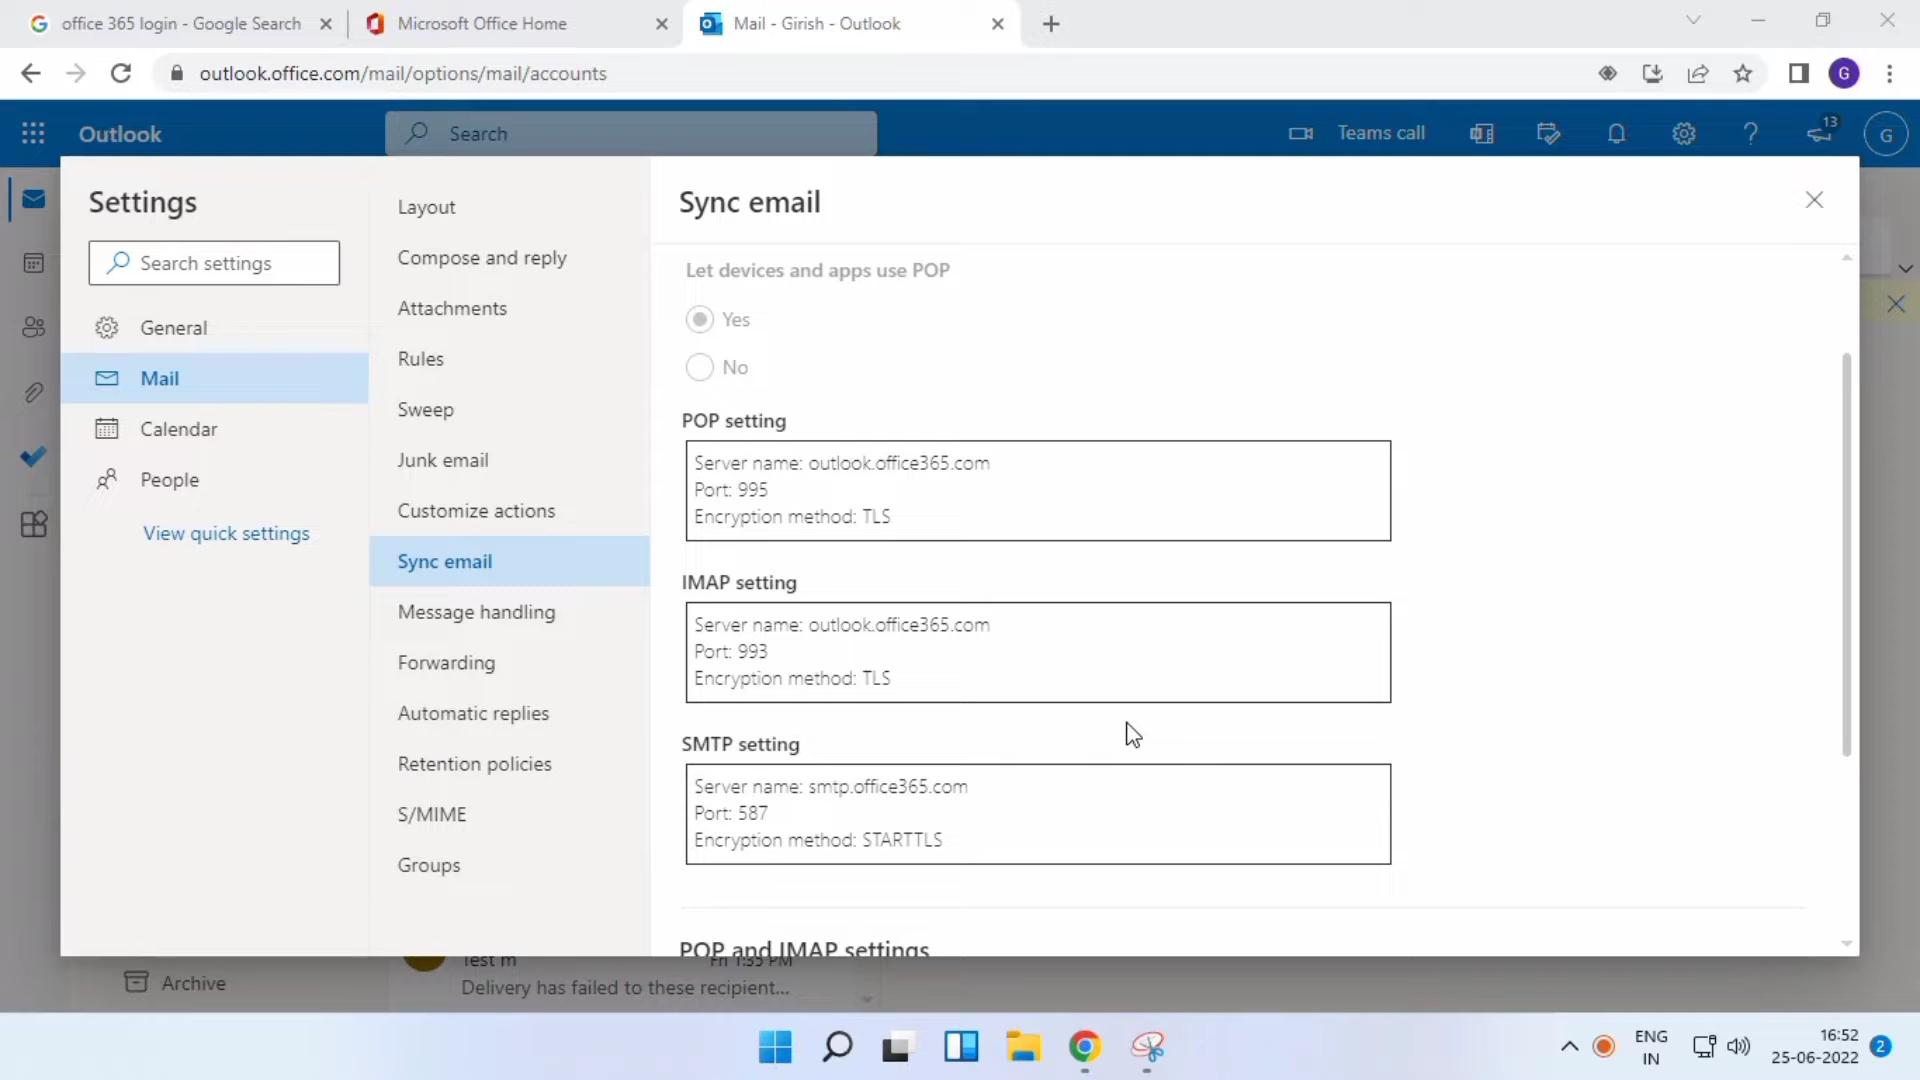 office 365 login - Google Search
Microsoft Office Home
Mail - Girish - Outlook
outlook.office.com/mail/options/mail/accounts
G
Outlook
Search
Teams call
13
G
Settings
Search settings
General
Mail
Calendar
People
View quick settings
Layout
Compose and reply
Attachments
Rules
Sweep
Junk email
Customize actions
Sync email
Message handling
Forwarding
Automatic replies
Retention policies
S/MIME
Groups
Sync email
Let devices and apps use POP
Yes
No
POP setting
Server name: outlook.office365.com
Port: 995
Encryption method: TLS
IMAP setting
Server name: outlook.office365.com
Port: 993
Encryption method: TLS
SMTP setting
Server name: smtp.office365.com
Port: 587
Encryption method: STARTTLS
POP and IMAP settings
Archive
Test m
Fri 1:35 PM
Delivery has failed to these recipient...
ENG
IN
16:52
25-06-2022
2